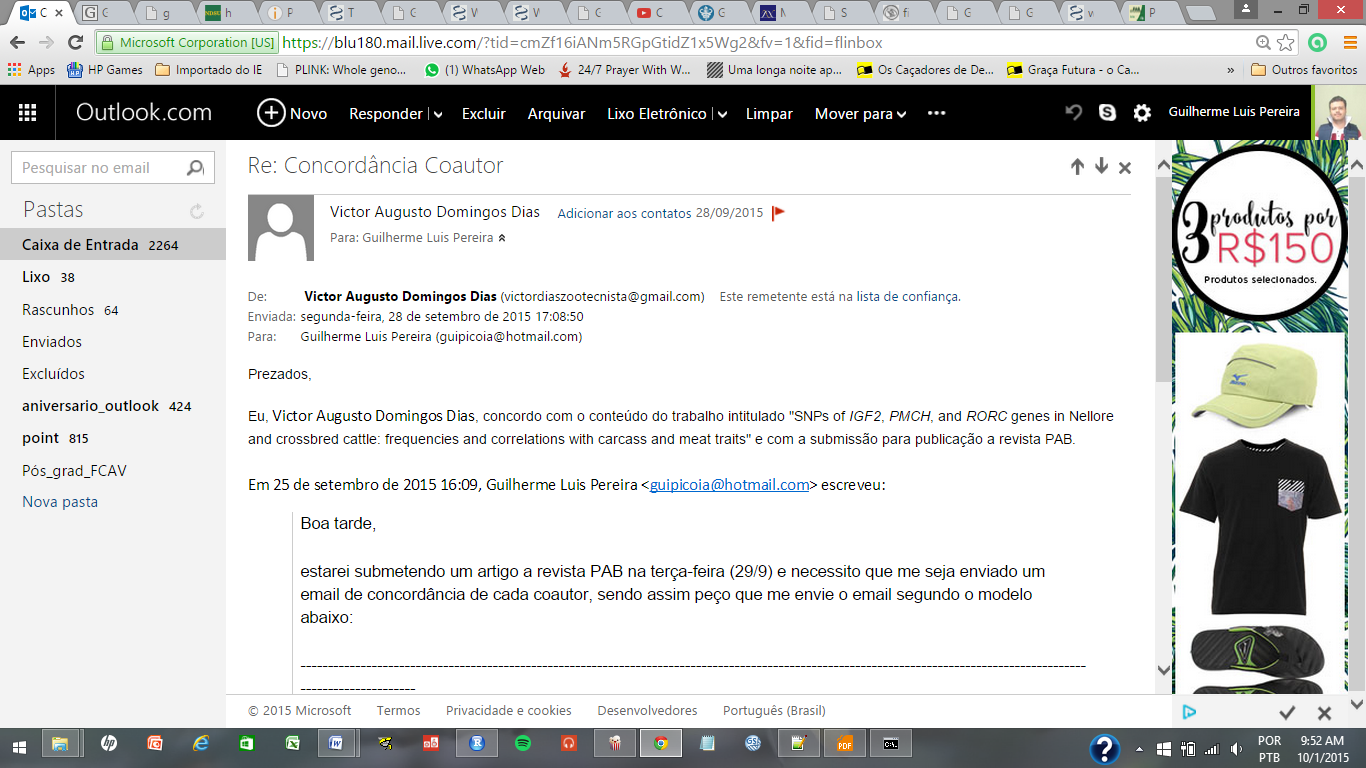 C
G
g
h
P
T
C
V
V
C
C
G
M
S
fi
G
G
v
P
Microsoft Corporation [US]
https://blu180.mail.live.com/?tid=cmZf16iANm5RGpGtidZ1x5Wg2&fv=1&fid=flinbox
Apps
HP Games
Importado do IE
PLINK: Whole geno...
(1) WhatsApp Web
24/7 Prayer With W...
Uma longa noite ap...
Os Caçadores de De...
Graça Futura - o Ca...
»
Outros favoritos
Outlook.com
Novo
Responder
Excluir
Arquivar
Lixo Eletrônico
Limpar
Mover para
Guilherme Luis Pereira
Pesquisar no email
Pastas
Caixa de Entrada 2264
Lixo 38
Rascunhos 64
Enviados
Excluídos
aniversario_outlook 424
point 815
Pós_grad_FCAV
Nova pasta
Re: Concordância Coautor
Victor Augusto Domingos Dias Adicionar aos contatos 28/09/2015
Para: Guilherme Luis Pereira
De: Victor Augusto Domingos Dias (victordiaszootecnista@gmail.com) Este remetente está na lista de confiança.
Enviada: segunda-feira, 28 de setembro de 2015 17:08:50
Para: Guilherme Luis Pereira (guipicoia@hotmail.com)
Prezados,
Eu, Victor Augusto Domingos Dias, concordo com o conteúdo do trabalho intitulado "SNPs of IGF2, PMCH, and RORC genes in Nellore
and crossbred cattle: frequencies and correlations with carcass and meat traits" e com a submissão para publicação a revista PAB.
Em 25 de setembro de 2015 16:09, Guilherme Luis Pereira <guipicoia@hotmail.com> escreveu:
Boa tarde,
estarei submetendo um artigo a revista PAB na terça-feira (29/9) e necessito que me seja enviado um
email de concordância de cada coautor, sendo assim peço que me envie o email segundo o modelo
abaixo:
3 produtos por
R$150
Produtos selecionados.
MIZUNO
© 2015 Microsoft Termos Privacidade e cookies Desenvolvedores Português (Brasil)
hp
PDF
C:\
?
POR
PTB
9:52 AM
10/1/2015